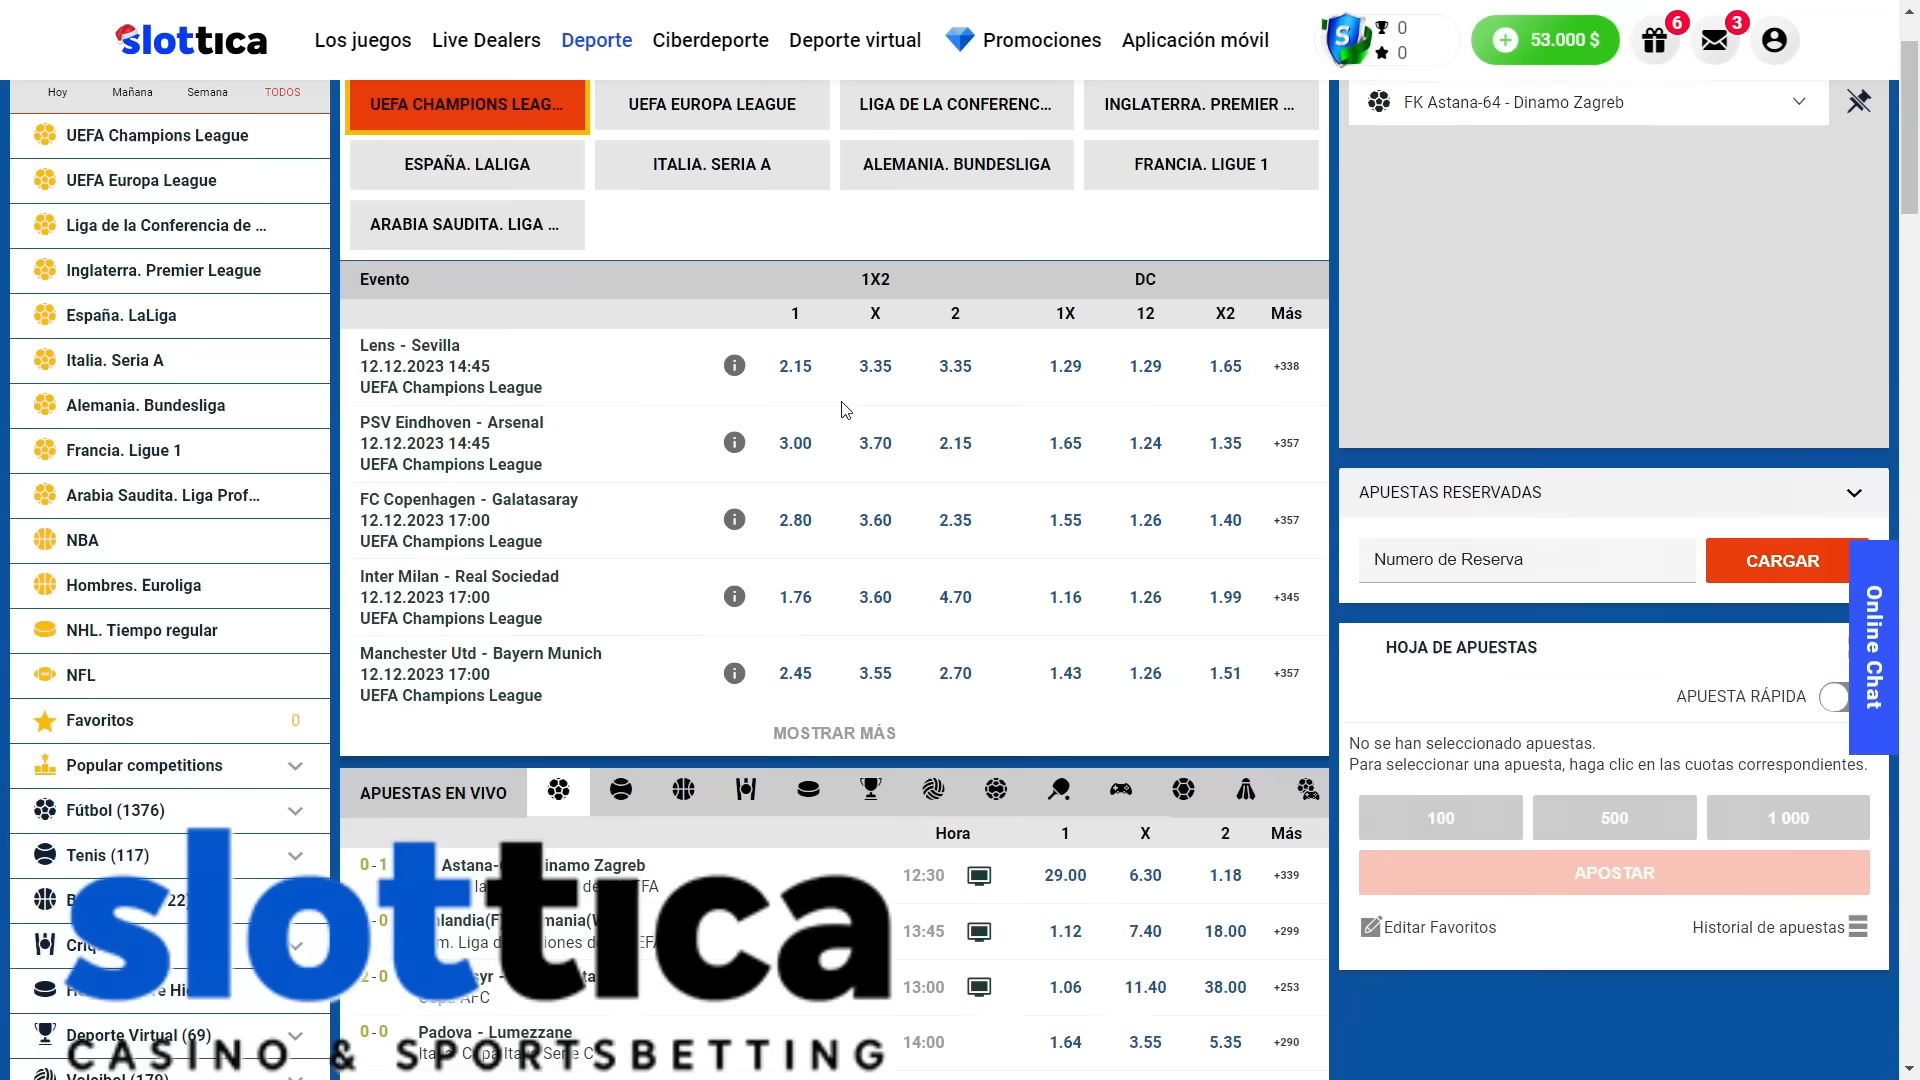 slottica
Los juegos
Live Dealers
Deporte
Ciberdeporte
Deporte virtual
Promociones
Aplicación móvil
S
0
0
53.000 $
6
3
Hoy
Mañana
Semana
TODOS
UEFA Champions League
UEFA Europa League
Liga de la Conferencia de ...
Inglaterra. Premier League
España. LaLiga
Italia. Seria A
Alemania. Bundesliga
Francia. Ligue 1
Arabia Saudita. Liga Prof...
NBA
Hombres. Euroliga
NHL. Tiempo regular
NFL
Favoritos 0
Popular competitions
Fútbol (1376)
Tenis (117)
Deporte Virtual (69)
UEFA CHAMPIONS LEAG...
UEFA EUROPA LEAGUE
LIGA DE LA CONFERENC...
INGLATERRA. PREMIER ...
ESPAÑA. LALIGA
ITALIA. SERIA A
ALEMANIA. BUNDESLIGA
FRANCIA. LIGUE 1
ARABIA SAUDITA. LIGA ...
Evento 1X2 DC
1 X 2 1X 12 X2 Más
Lens - Sevilla
12.12.2023 14:45 2.15 3.35 3.35 1.29 1.29 1.65 +338
UEFA Champions League
PSV Eindhoven - Arsenal
12.12.2023 14:45 3.00 3.70 2.15 1.65 1.24 1.35 +357
UEFA Champions League
FC Copenhagen - Galatasaray
12.12.2023 17:00 2.80 3.60 2.35 1.55 1.26 1.40 +357
UEFA Champions League
Inter Milan - Real Sociedad
12.12.2023 17:00 1.76 3.60 4.70 1.16 1.26 1.99 +345
UEFA Champions League
Manchester Utd - Bayern Munich
12.12.2023 17:00 2.45 3.55 2.70 1.43 1.26 1.51 +357
UEFA Champions League
MOSTRAR MÁS
APUESTAS EN VIVO
Hora 1 X 2 Más
0-1 Astana- Dinamo Zagreb
12:30 29.00 6.30 1.18 +339
13:45 1.12 7.40 18.00 +299
2-0
Copa AFC
13:00 1.06 11.40 38.00 +253
0-0 Padova - Lumezzane
Italia. Copa Italia Serie C
14:00 1.64 3.55 5.35 +290
FK Astana-64 - Dinamo Zagreb
APUESTAS RESERVADAS
Numero de Reserva
CARGAR
Online Chat
HOJA DE APUESTAS
APUESTA RÁPIDA
No se han seleccionado apuestas.
Para seleccionar una apuesta, haga clic en las cuotas correspondientes.
100
500
1 000
APOSTAR
Editar Favoritos
Historial de apuestas
slottica
CASINO & SPORTSBETTING